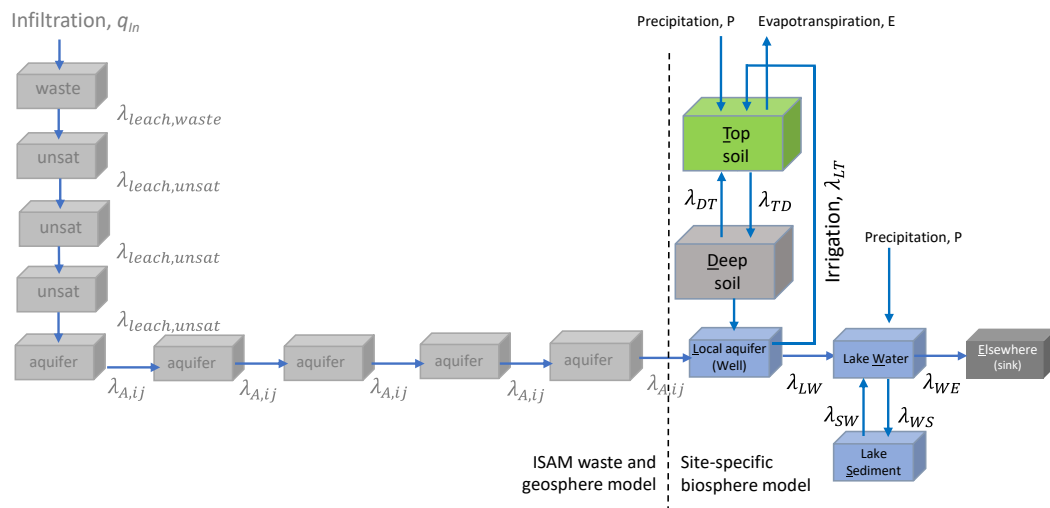 Infiltration, q_In
waste
λ_leach,waste
unsat
λ_leach,unsat
unsat
λ_leach,unsat
unsat
λ_leach,unsat
aquifer
λ_A,ij
aquifer
λ_A,ij
aquifer
λ_A,ij
aquifer
λ_A,ij
aquifer
λ_A,ij
ISAM waste and
geosphere model
Site-specific
biosphere model
Precipitation, P
Evapotranspiration, E
Top
soil
λ_DT
λ_TD
Irrigation, λ_LT
Deep
soil
Local aquifer
(Well)
λ_LW
Precipitation, P
Lake Water
λ_WE
Elsewhere
(sink)
λ_SW
λ_WS
Lake
Sediment